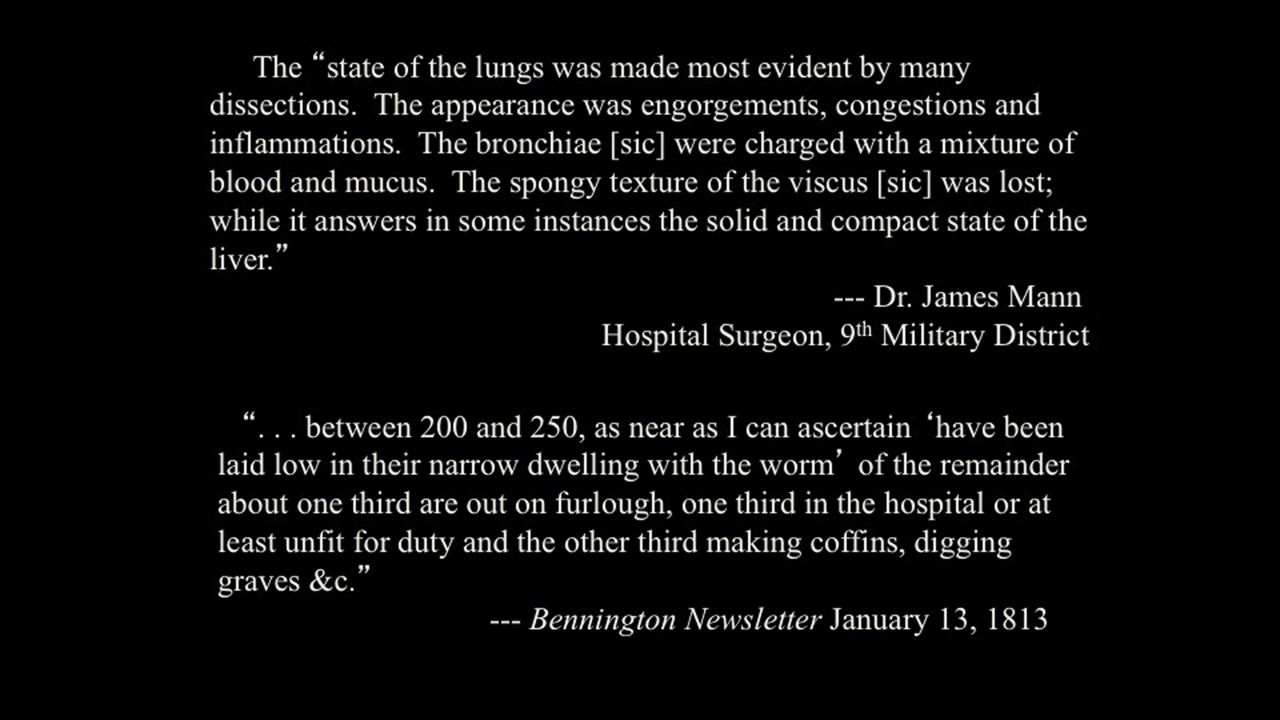 The “state of the lungs was made most evident by many
dissections. The appearance was engorgements, congestions and
inflammations. The bronchiae [sic] were charged with a mixture of
blood and mucus. The spongy texture of the viscus [sic] was lost;
while it answers in some instances the solid and compact state of the
liver.”
--- Dr. James Mann
Hospital Surgeon, 9th Military District
“. . . between 200 and 250, as near as I can ascertain ‘have been
laid low in their narrow dwelling with the worm’ of the remainder
about one third are out on furlough, one third in the hospital or at
least unfit for duty and the other third making coffins, digging
graves &c.”
--- Bennington Newsletter January 13, 1813